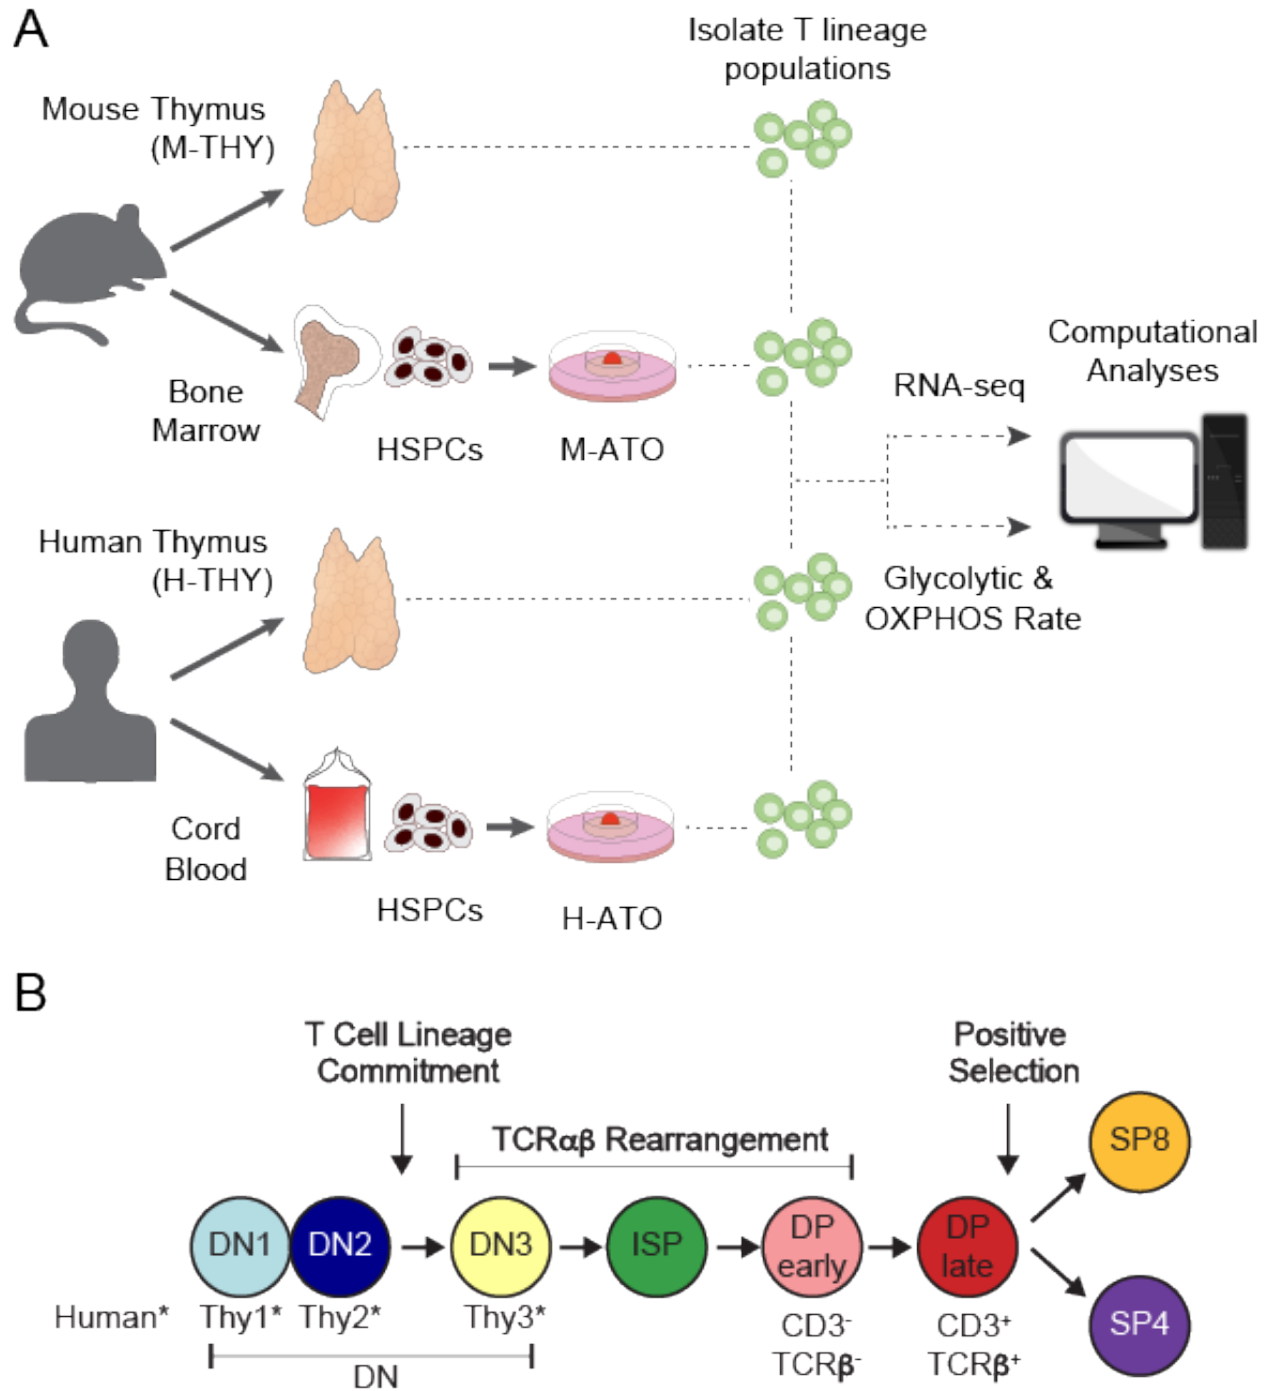 A
Isolate T lineage
populations
Mouse Thymus
(M-THY)
Bone
Marrow
HSPCs
M-ATO
RNA-seq
Computational
Analyses
Human Thymus
(H-THY)
Glycolytic &
OXPHOS Rate
Cord
Blood
HSPCs
H-ATO
B
T Cell Lineage
Commitment
Positive
Selection
TCRαβ Rearrangement
SP8
DN1
DN2
DN3
ISP
DP
early
DP
late
SP4
Human*
Thy1*
Thy2*
Thy3*
CD3⁻
TCRβ⁻
CD3⁺
TCRβ⁺
DN